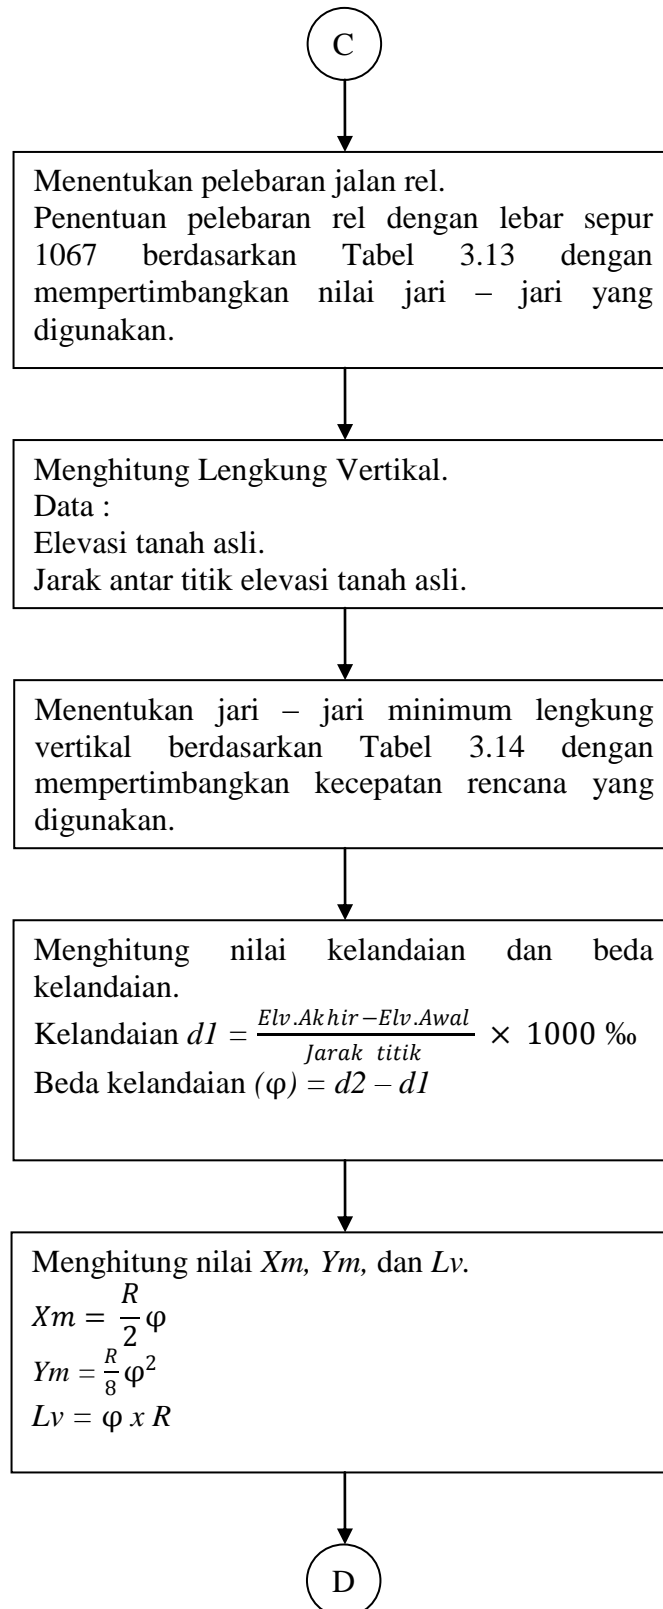 C
Menentukan pelebaran jalan rel.
Penentuan pelebaran rel dengan lebar sepur
1067 berdasarkan Tabel 3.13 dengan
mempertimbangkan nilai jari – jari yang
digunakan.
Menghitung Lengkung Vertikal.
Data :
Elevasi tanah asli.
Jarak antar titik elevasi tanah asli.
Menentukan jari – jari minimum lengkung
vertikal berdasarkan Tabel 3.14 dengan
mempertimbangkan kecepatan rencana yang
digunakan.
Menghitung nilai kelandaian dan beda
kelandaian.
Kelandaian d1 = \frac{Elv.Akhir−Elv.Awal}{Jarak titik} × 1000 ‰
Beda kelandaian (φ) = d2 – d1
Menghitung nilai Xm, Ym, dan Lv.
Xm = \frac{R}{2} φ
Ym = \frac{R}{8} φ²
Lv = φ x R
D